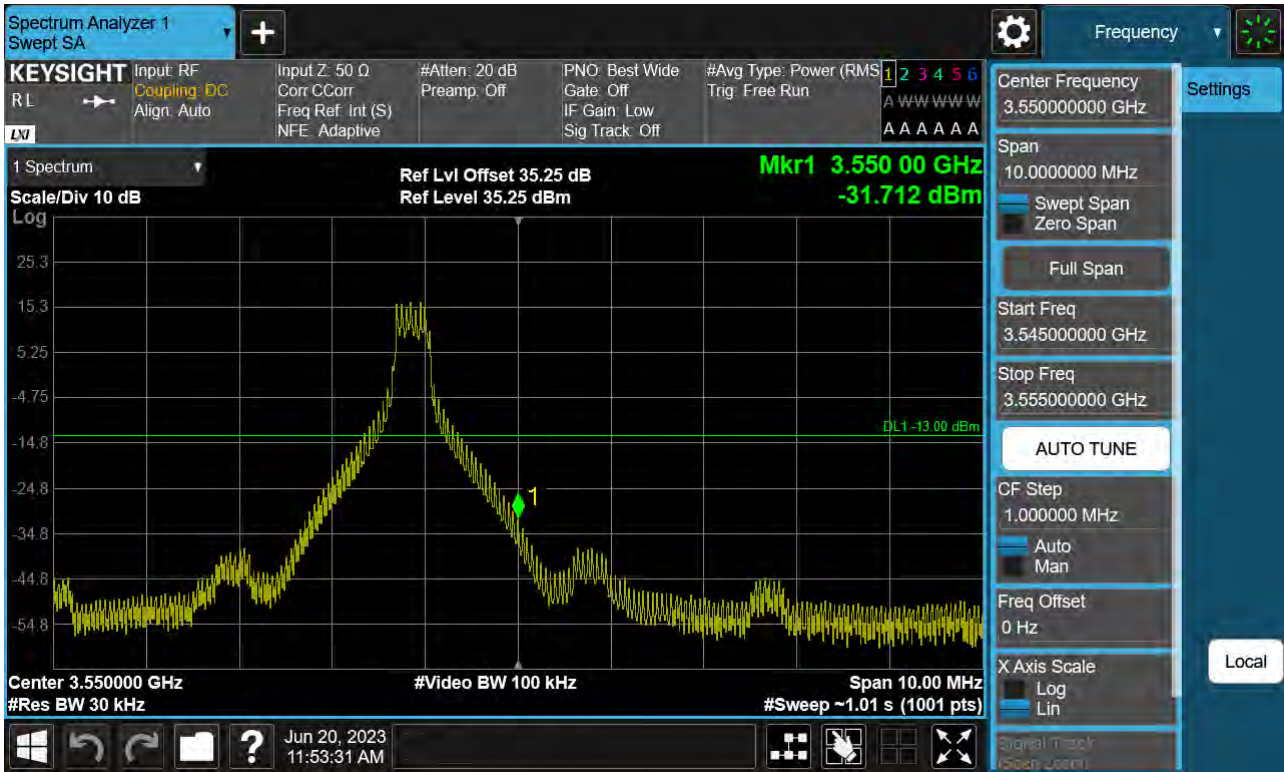 Spectrum Analyzer 1
Swept SA
+
Frequency
KEYSIGHT
RL
LXI
Input: RF
Coupling: DC
Align: Auto
Input Z: 50 Ω
Corr CCorr
Freq Ref: Int (S)
NFE: Adaptive
#Atten: 20 dB
Preamp: Off
PNO: Best Wide
Gate: Off
IF Gain: Low
Sig Track: Off
#Avg Type: Power (RMS
Trig: Free Run
1 2 3 4 5 6
A W W W W W
A A A A A A
1 Spectrum
Scale/Div 10 dB
Log
Ref Lvl Offset 35.25 dB
Ref Level 35.25 dBm
Mkr1 3.550 00 GHz
-31.712 dBm
25.3
15.3
5.25
-4.75
-14.8
-24.8
-34.8
-44.8
-54.8
DL1 -13.00 dBm
1
Center 3.550000 GHz
#Res BW 30 kHz
#Video BW 100 kHz
Span 10.00 MHz
#Sweep ~1.01 s (1001 pts)
Center Frequency
3.550000000 GHz
Span
10.0000000 MHz
Swept Span
Zero Span
Full Span
Start Freq
3.545000000 GHz
Stop Freq
3.555000000 GHz
AUTO TUNE
CF Step
1.000000 MHz
Auto
Man
Freq Offset
0 Hz
X Axis Scale
Log
Lin
Signal Track
(Span Zoom)
Settings
Local
?
Jun 20, 2023
11:53:31 AM